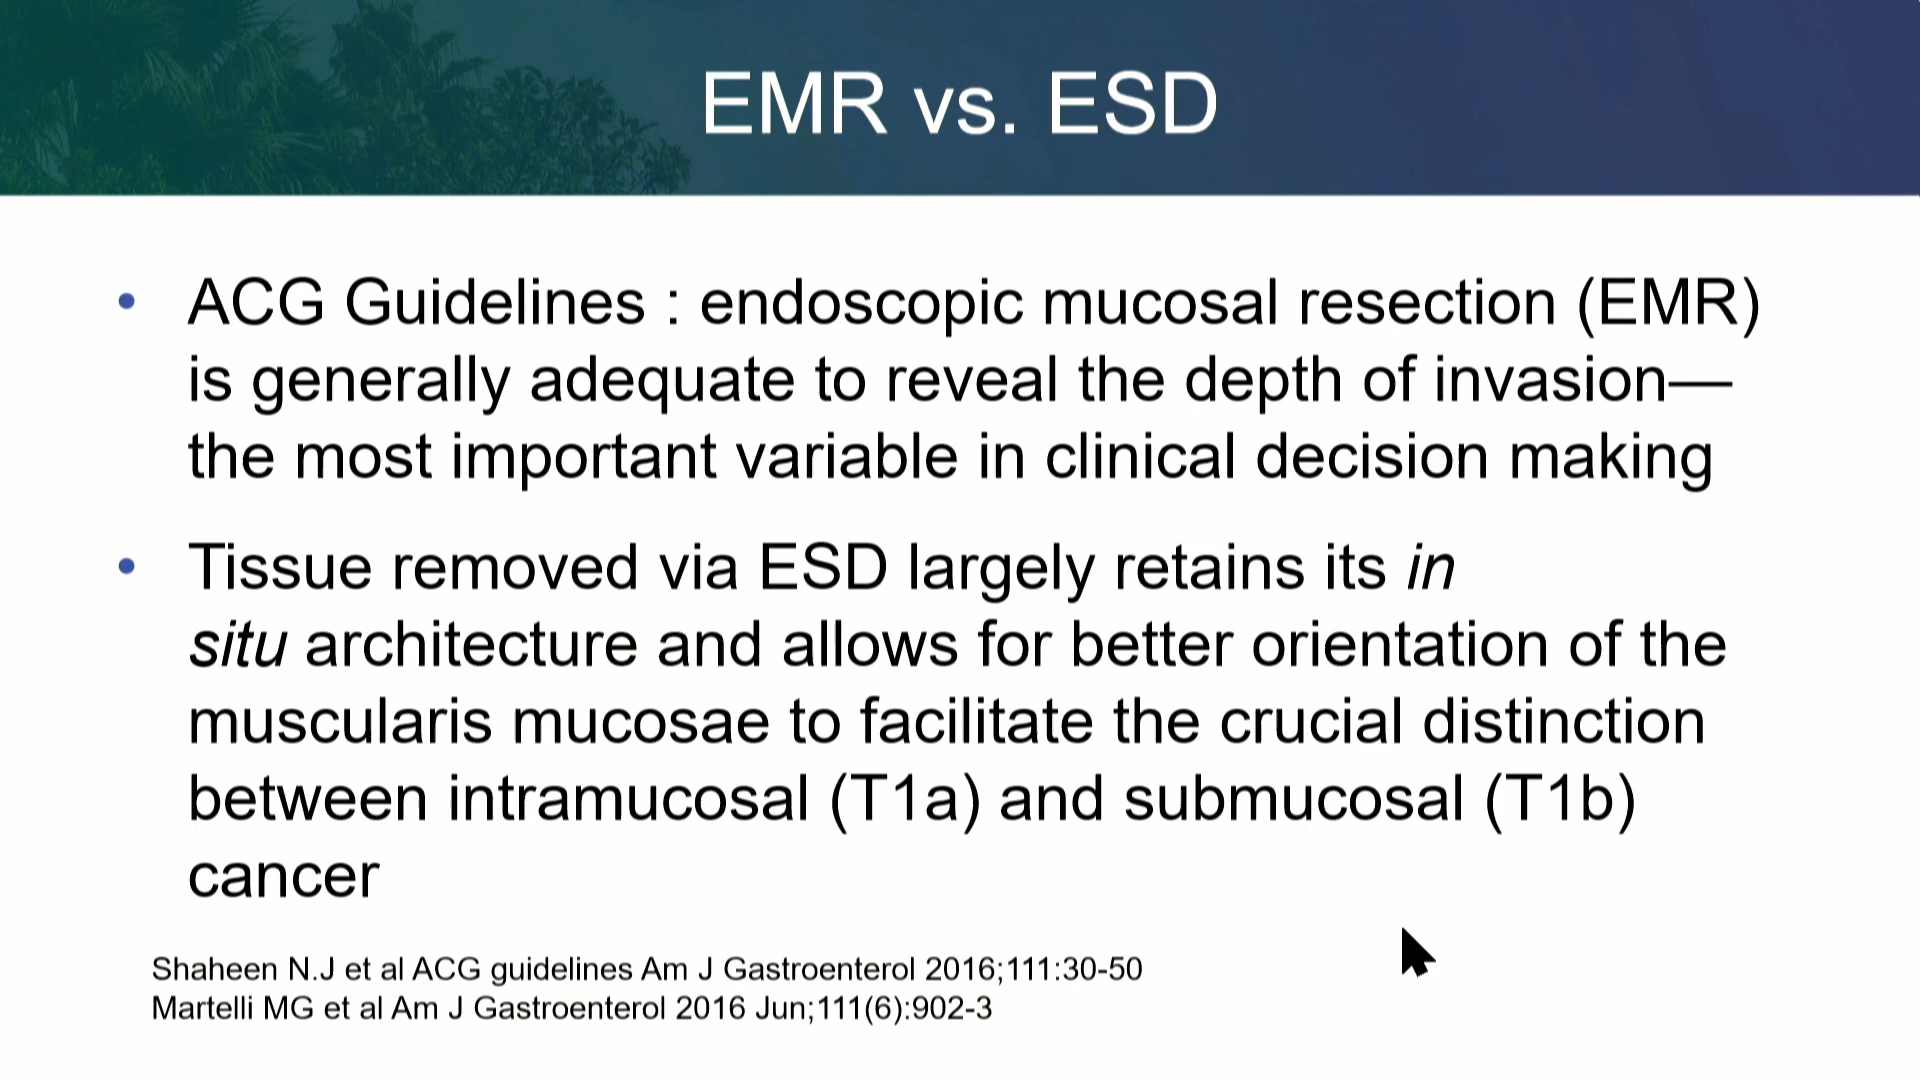 EMR vs. ESD
• ACG Guidelines : endoscopic mucosal resection (EMR)
is generally adequate to reveal the depth of invasion—
the most important variable in clinical decision making
• Tissue removed via ESD largely retains its in
situ architecture and allows for better orientation of the
muscularis mucosae to facilitate the crucial distinction
between intramucosal (T1a) and submucosal (T1b)
cancer
Shaheen N.J et al ACG guidelines Am J Gastroenterol 2016;111:30-50
Martelli MG et al Am J Gastroenterol 2016 Jun;111(6):902-3